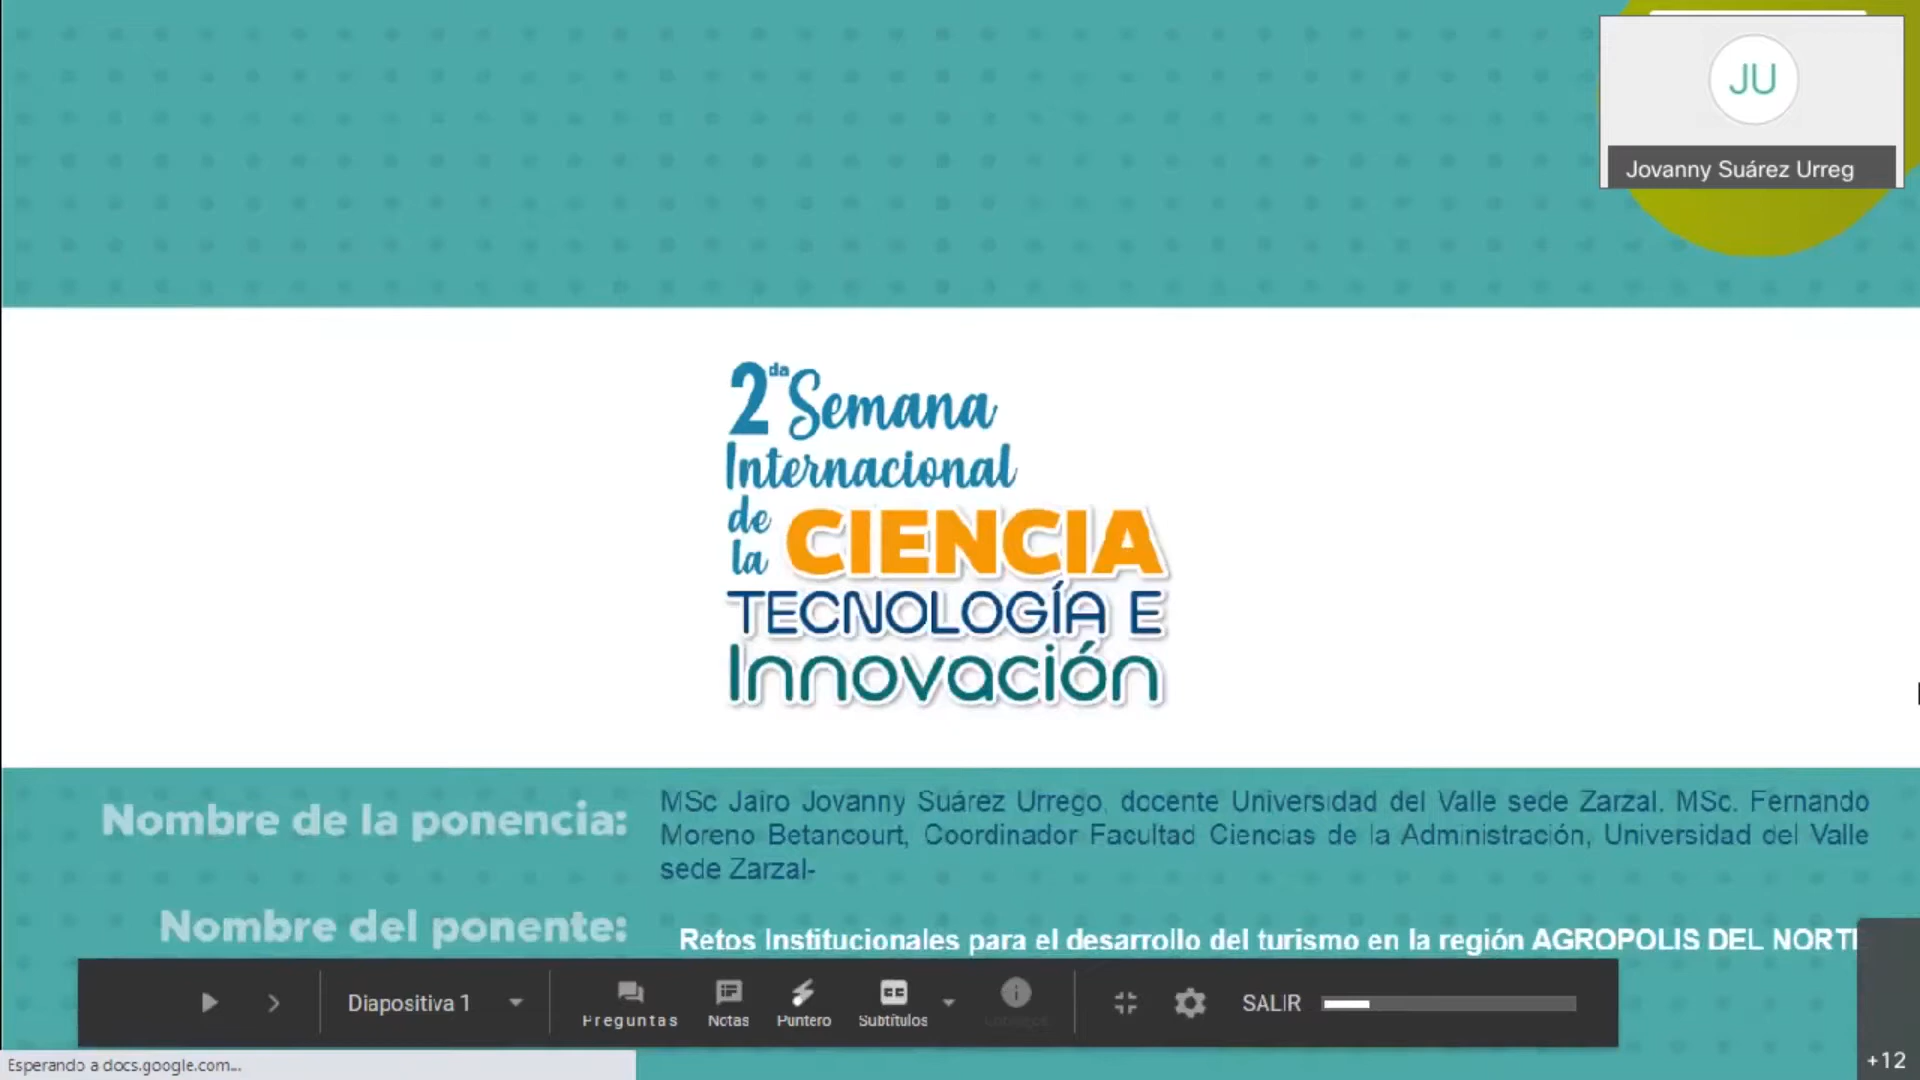 JU
Jovanny Suárez Urreg
2da Semana
Internacional
de
la CIENCIA
TECNOLOGÍA E
Innovación
Nombre de la ponencia:
MSc Jairo Jovanny Suárez Urrego, docente Universidad del Valle sede Zarzal. MSc. Fernando
Moreno Betancourt, Coordinador Facultad Ciencias de la Administración, Universidad del Valle
sede Zarzal-
Nombre del ponente:
Retos Institucionales para el desarrollo del turismo en la región AGROPOLIS DEL NORT
Diapositiva 1
Preguntas
Notas
Puntero
Subtítulos
SALIR
Esperando a docs.google.com...
+12